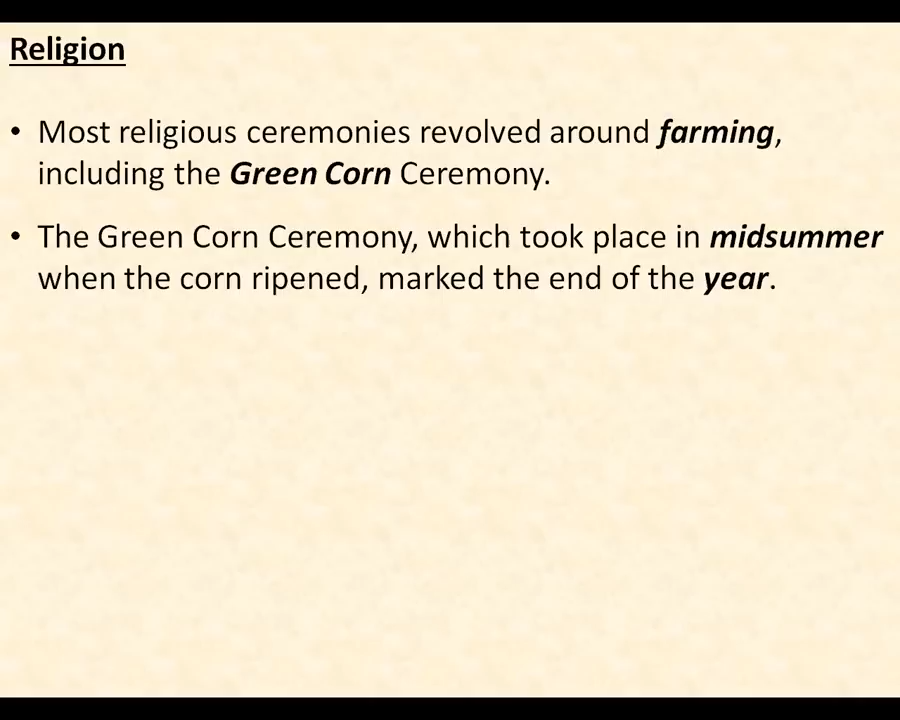 Religion
• Most religious ceremonies revolved around farming,
including the Green Corn Ceremony.
• The Green Corn Ceremony, which took place in midsummer
when the corn ripened, marked the end of the year.